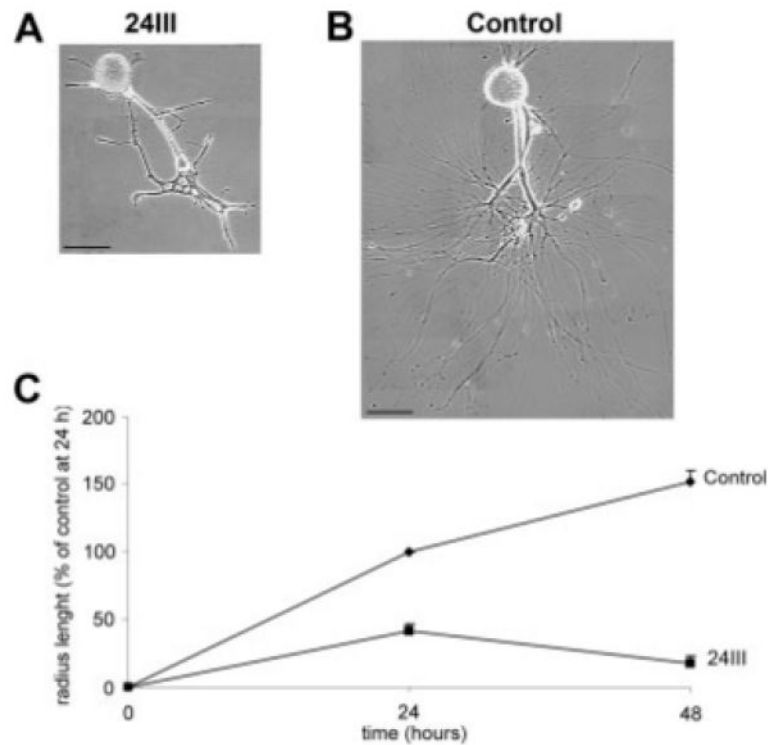 A
24III
B
Control
C
radius lenght (% of control at 24 h)
200
150
100
50
0
0
24
48
time (hours)
Control
24III